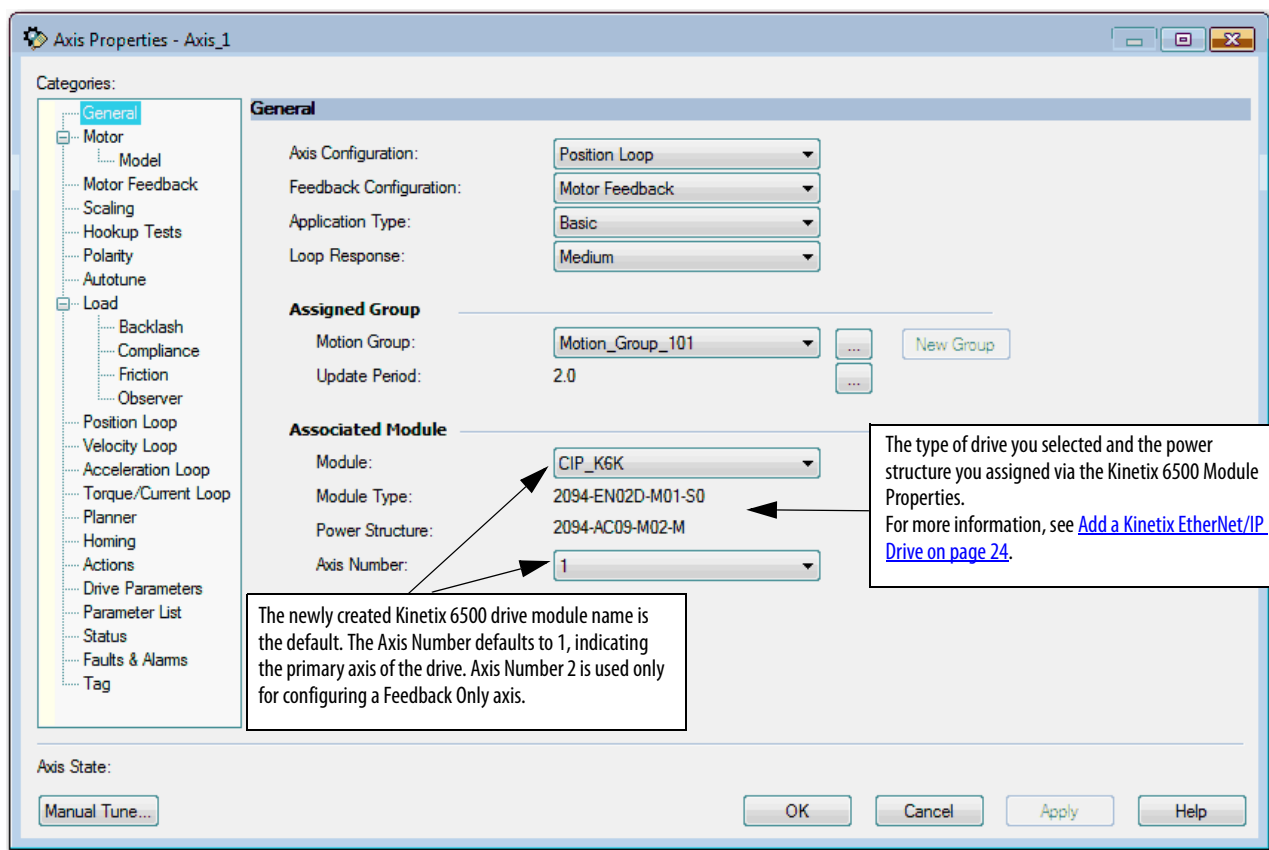 Axis Properties - Axis_1
Categories:
General
Motor
Model
Motor Feedback
Scaling
Hookup Tests
Polarity
Autotune
Load
Backlash
Compliance
Friction
Observer
Position Loop
Velocity Loop
Acceleration Loop
Torque/Current Loop
Planner
Homing
Actions
Drive Parameters
Parameter List
Status
Faults & Alarms
Tag
General
Axis Configuration: Position Loop
Feedback Configuration: Motor Feedback
Application Type: Basic
Loop Response: Medium
Assigned Group
Motion Group: Motion_Group_101 ... New Group
Update Period: 2.0 ...
Associated Module
Module: CIP_K6K
Module Type: 2094-EN02D-M01-S0
Power Structure: 2094-AC09-M02-M
Axis Number: 1
The type of drive you selected and the power
structure you assigned via the Kinetix 6500 Module
Properties.
For more information, see Add a Kinetix EtherNet/IP
Drive on page 24.
The newly created Kinetix 6500 drive module name is
the default. The Axis Number defaults to 1, indicating
the primary axis of the drive. Axis Number 2 is used only
for configuring a Feedback Only axis.
Axis State:
Manual Tune... OK Cancel Apply Help